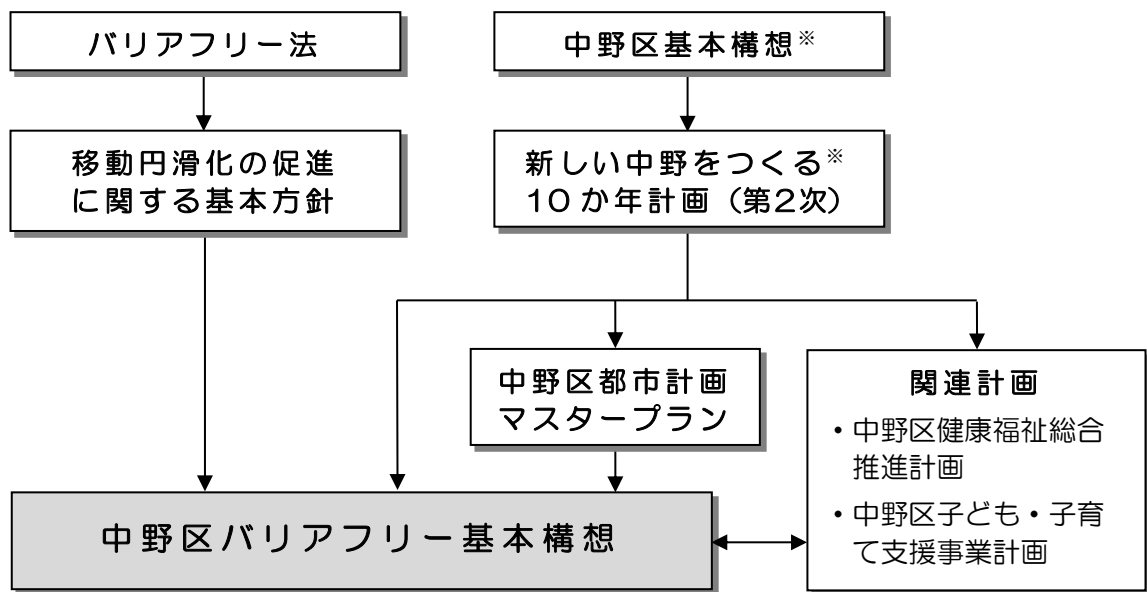 バリアフリー法
中野区基本構想※
移動円滑化の促進
に関する基本方針
新しい中野をつくる※
10か年計画（第2次）
中野区都市計画
マスタープラン
関連計画
・中野区健康福祉総合
推進計画
・中野区子ども・子育
て支援事業計画
中野区バリアフリー基本構想